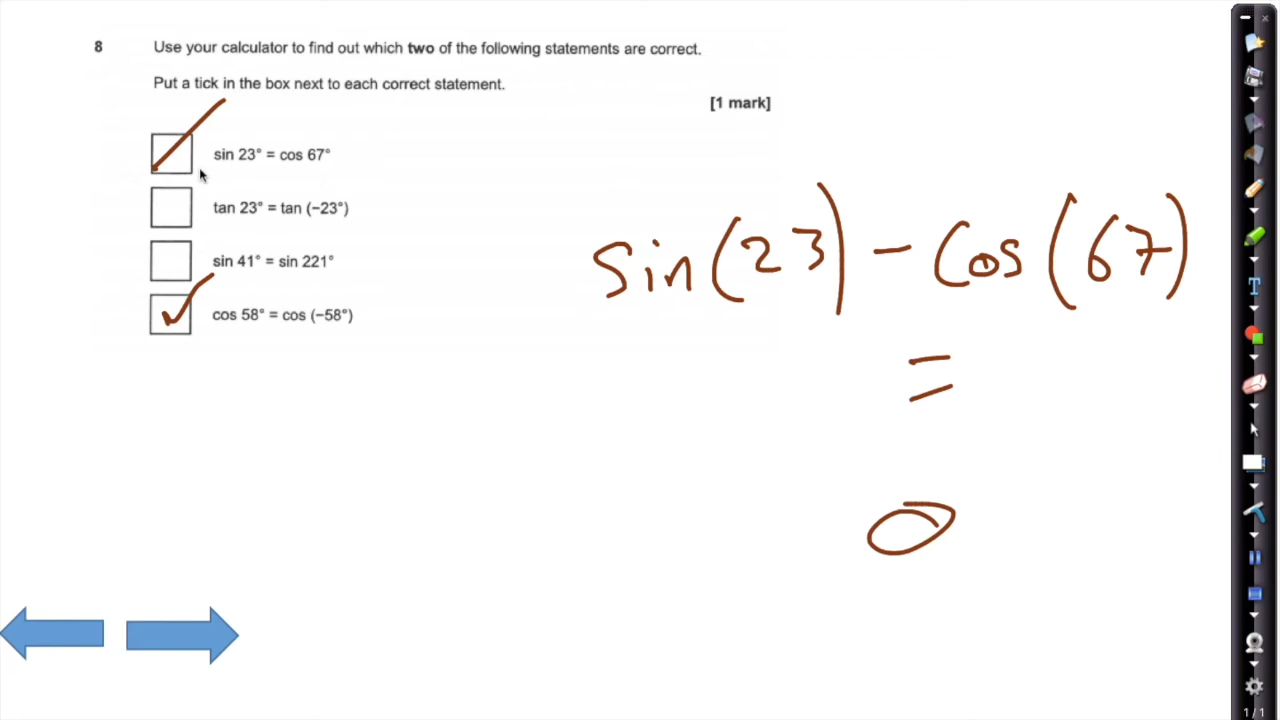 8 Use your calculator to find out which two of the following statements are correct.
Put a tick in the box next to each correct statement.
[1 mark]
sin 23° = cos 67°
tan 23° = tan (−23°)
sin 41° = sin 221°
cos 58° = cos (−58°)
sin(23) − cos(67)
=
0
T
1/1